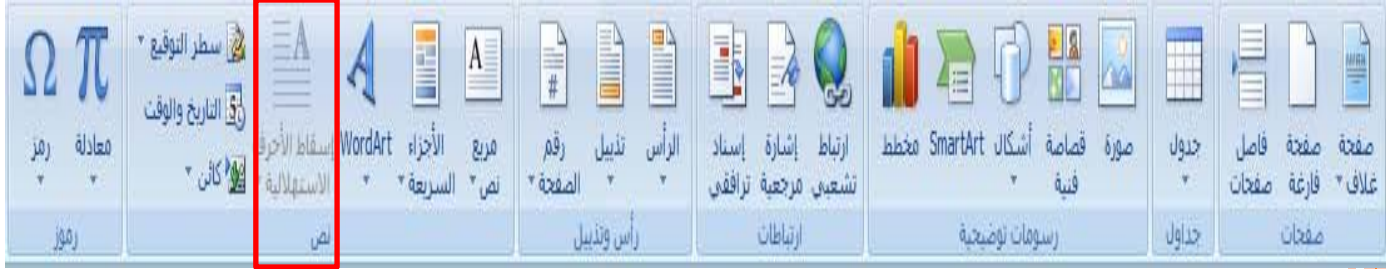 صفحة غلاف
صفحة فارغة
فاصل صفحات
صفحات
جدول
جداول
صورة
قصاصة فنية
أشكال
SmartArt
مخطط
رسومات توضيحية
ارتباط تشعبي
إشارة مرجعية
إسناد ترافقي
ارتباطات
الرأس
تذييل
رقم الصفحة
#
رأس وتذييل
مربع نص
A
الأجزاء السريعة
WordArt
A
إسقاط الأحرف الاستهلالية
A
سطر التوقيع
التاريخ والوقت
5
كائن
نص
π
معادلة
Ω
رمز
رموز